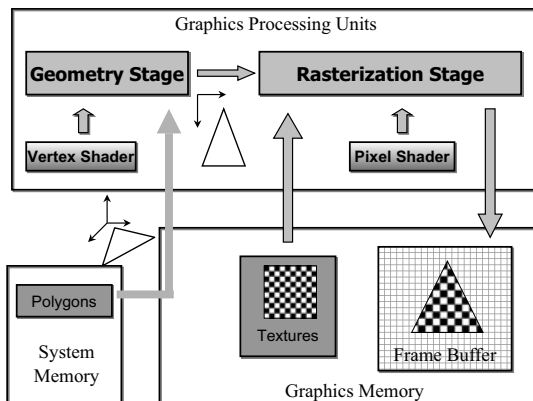 Graphics Processing Units
Geometry Stage
Rasterization Stage
Vertex Shader
Pixel Shader
Polygons
Textures
Frame Buffer
System
Memory
Graphics Memory